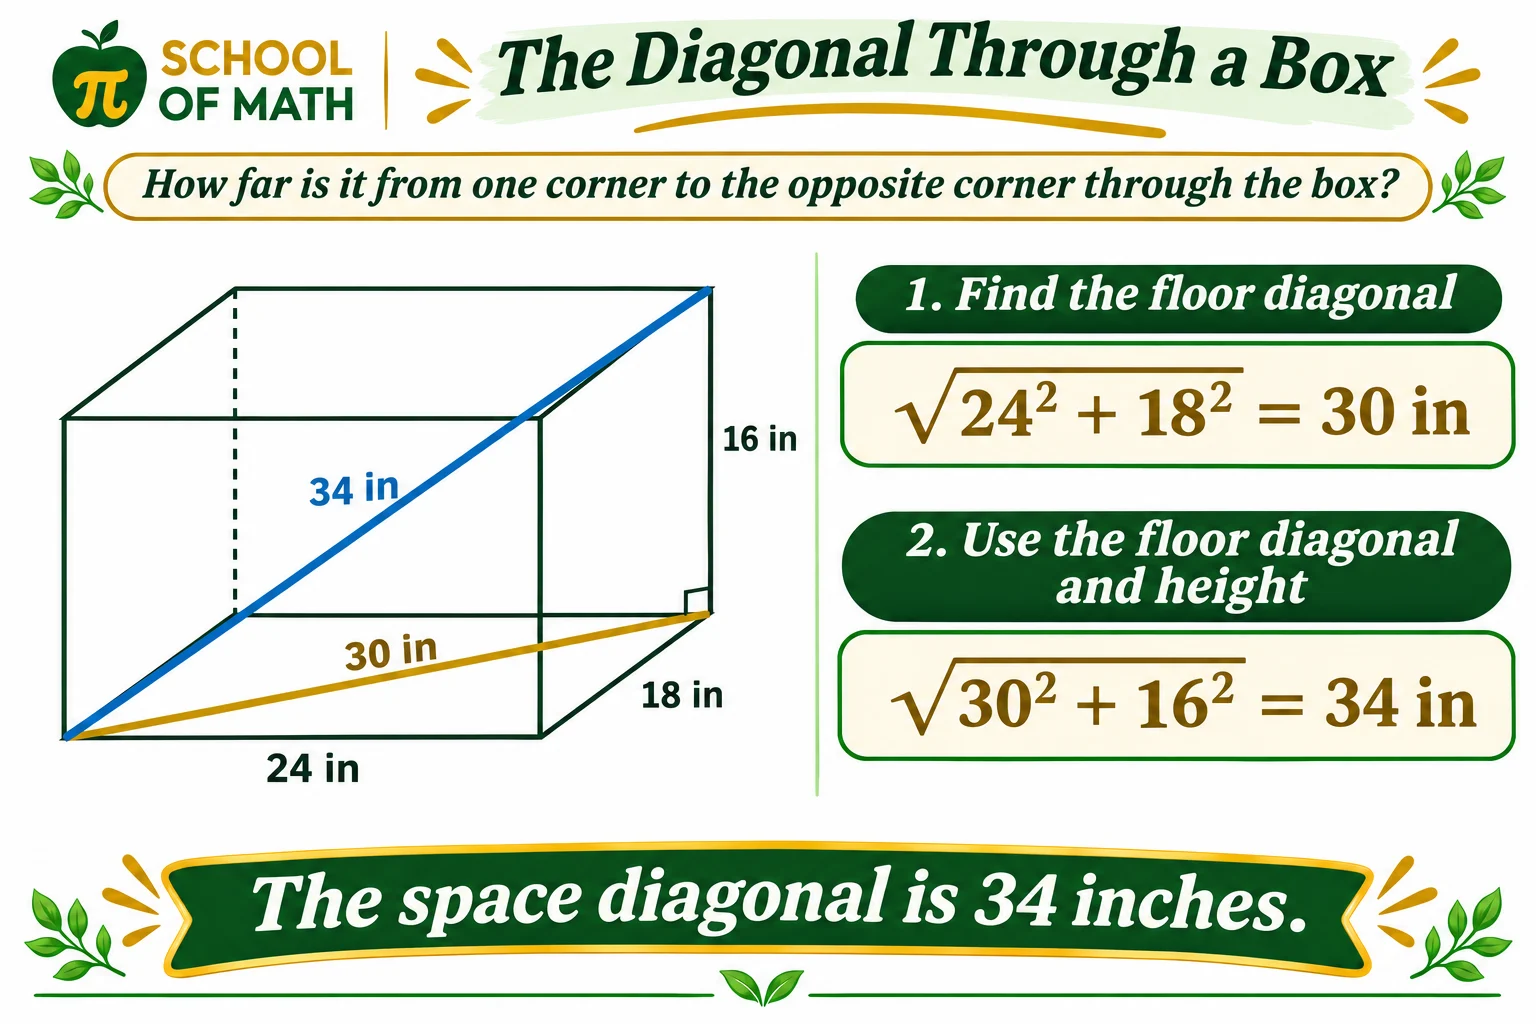 π
SCHOOL
OF MATH
The Diagonal Through a Box
How far is it from one corner to the opposite corner through the box?
16 in
34 in
30 in
18 in
24 in
1. Find the floor diagonal
√24² + 18² = 30 in
2. Use the floor diagonal
and height
√30² + 16² = 34 in
The space diagonal is 34 inches.